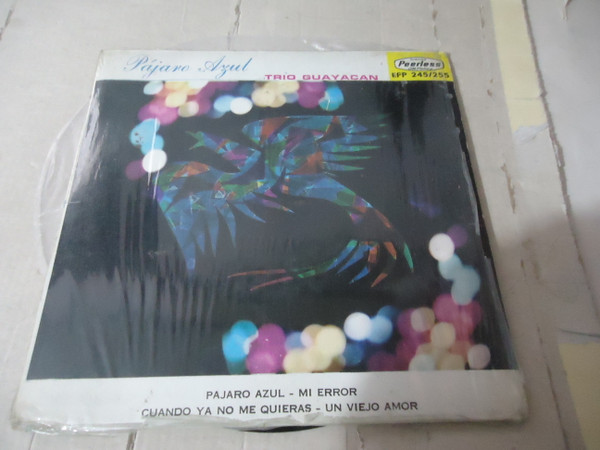 Pájaro Azul
TRÍO GUAYACAN
Peerless
EPP 245/255
PAJARO AZUL - MI ERROR
CUANDO YA NO ME QUIERAS - UN VIEJO AMOR